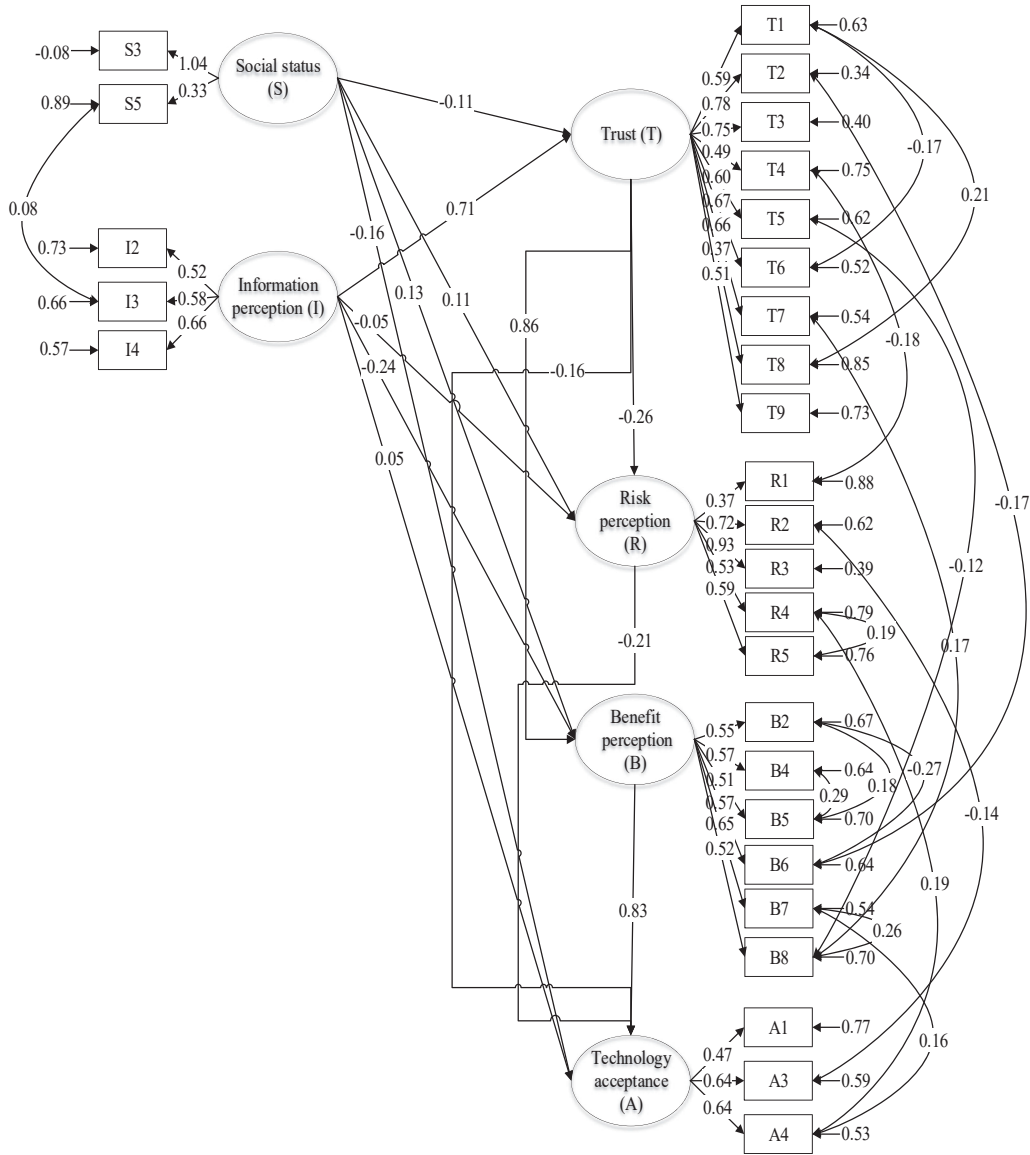 -0.08
S3
1.04
0.89
S5
0.33
Social status
(S)
0.08
0.73
I2
0.52
0.66
I3
0.58
0.57
I4
0.66
Information
perception (I)
-0.11
0.71
-0.16
0.13
0.11
-0.05
-0.24
0.05
0.86
-0.16
-0.26
Trust (T)
0.59
0.78
0.75
0.49
0.60
0.67
0.66
0.37
0.51
T1
0.63
T2
0.34
T3
0.40
T4
0.75
T5
0.62
T6
0.52
T7
0.54
T8
0.85
T9
0.73
-0.17
0.21
-0.18
-0.17
-0.12
0.17
Risk
perception
(R)
0.37
0.72
0.93
0.53
0.59
R1
0.88
R2
0.62
R3
0.39
R4
0.79
0.19
R5
0.76
-0.21
Benefit
perception
(B)
0.55
0.57
0.51
0.57
0.65
0.52
B2
0.67
B4
0.64
B5
0.70
B6
0.64
B7
0.54
B8
0.70
0.29
0.18
-0.27
-0.14
0.19
0.26
0.16
0.83
Technology
acceptance
(A)
0.47
0.64
0.64
A1
0.77
A3
0.59
A4
0.53